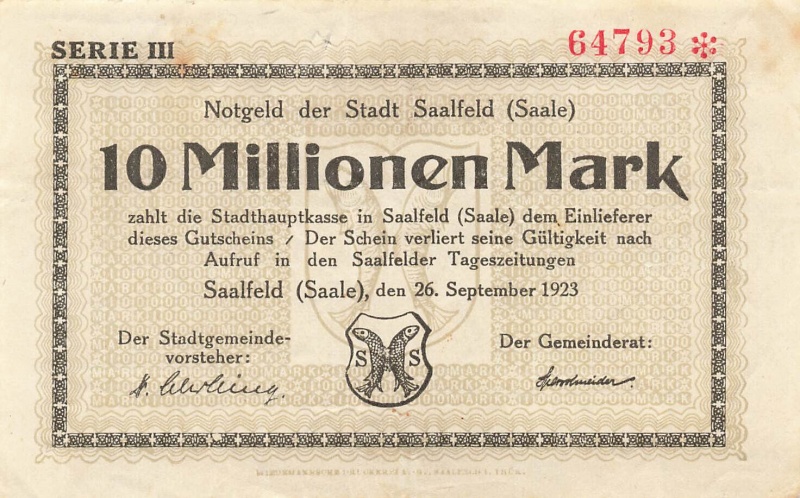 SERIE III
64793 ✻
Notgeld der Stadt Saalfeld (Saale)
10 Millionen Mark
zahlt die Stadthauptkasse in Saalfeld (Saale) dem Einlieferer
dieses Gutscheins / Der Schein verliert seine Gültigkeit nach
Aufruf in den Saalfelder Tageszeitungen
Saalfeld (Saale), den 26. September 1923
Der Stadtgemeinde-
vorsteher:
Der Gemeinderat:
S S